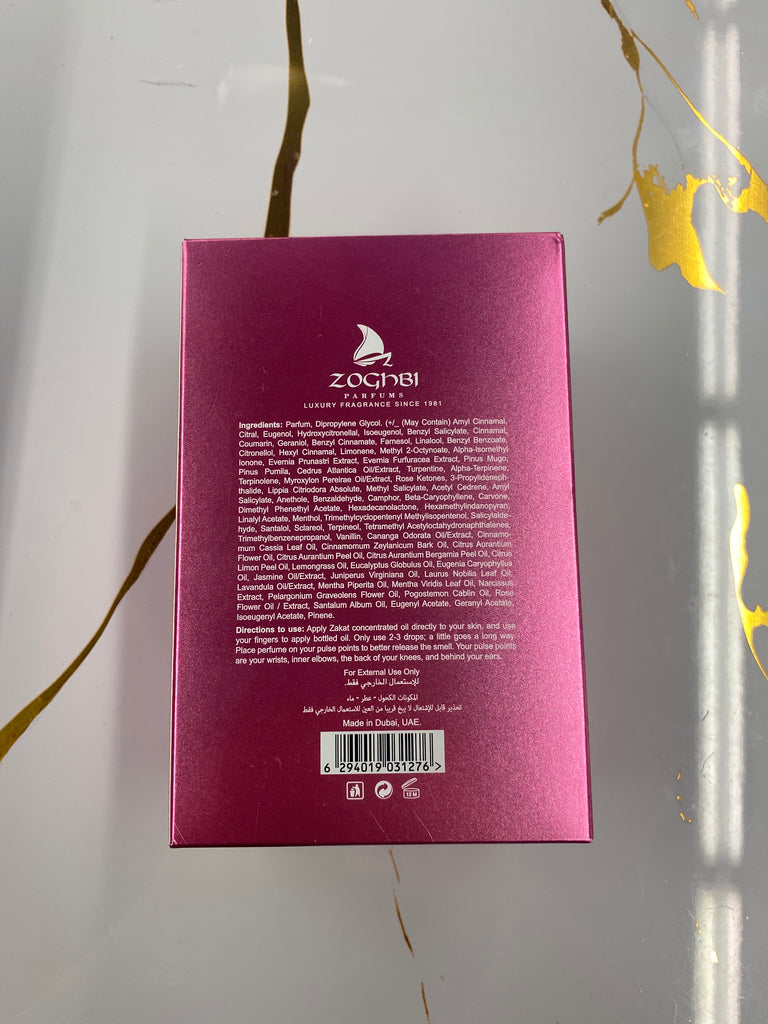 ZOGHBI
PARFUMS
LUXURY FRAGRANCE SINCE 1981
Ingredients: Parfum, Dipropylene Glycol. (+/_ (May Contain) Amyl Cinnamal,
Citral, Eugenol, Hydroxycitronellal, Isoeugenol, Benzyl Salicylate, Cinnamal,
Coumarin, Geraniol, Benzyl Cinnamate, Farnesol, Linalool, Benzyl Benzoate,
Citronellol, Hexyl Cinnamal, Limonene, Methyl 2-Octynoate, Alpha-Isomethyl
Ionone, Evernia Prunastri Extract, Evernia Furfuracea Extract, Pinus Mugo,
Pinus Pumila, Cedrus Atlantica Oil/Extract, Turpentine, Alpha-Terpinene,
Terpinolene, Myroxylon Pereirae Oil/Extract, Rose Ketones, 3-Propylideneph-
thalide, Lippia Citriodora Absolute, Methyl Salicylate, Acetyl Cedrene, Amyl
Salicylate, Anethole, Benzaldehyde, Camphor, Beta-Caryophyllene, Carvone,
Dimethyl Phenethyl Acetate, Hexadecanolactone, Hexamethylindanopyran,
Linalyl Acetate, Menthol, Trimethylcyclopentenyl Methylisopentenol, Salicylalde-
hyde, Santalol, Sclareol, Terpineol, Tetramethyl Acetyloctahydronaphthalenes,
Trimethylbenzenepropanol, Vanillin, Cananga Odorata Oil/Extract, Cinnamo-
mum Cassia Leaf Oil, Cinnamomum Zeylanicum Bark Oil, Citrus Aurantium
Flower Oil, Citrus Aurantium Peel Oil, Citrus Aurantium Bergamia Peel Oil, Citrus
Limon Peel Oil, Lemongrass Oil, Eucalyptus Globulus Oil, Eugenia Caryophyllus
Oil, Jasmine Oil/Extract, Juniperus Virginiana Oil, Laurus Nobilis Leaf Oil,
Lavandula Oil/Extract, Mentha Piperita Oil, Mentha Viridis Leaf Oil, Narcissus
Extract, Pelargonium Graveolens Flower Oil, Pogostemon Cablin Oil, Rose
Flower Oil / Extract, Santalum Album Oil, Eugenyl Acetate, Geranyl Acetate,
Isoeugenyl Acetate, Pinene.
Directions to use: Apply Zakat concentrated oil directly to your skin, and use
your fingers to apply bottled oil. Only use 2-3 drops; a little goes a long way
Place perfume on your pulse points to better release the smell. Your pulse points
are your wrists, inner elbows, the back of your knees, and behind your ears.
For External Use Only
للإستعمال الخارجي فقط.
المكونات الكحول - عطر - ماء
تحذير قابل للإشتعال لا يبخ قريبا من العين للاستعمال الخارجي فقط
Made in Dubai, UAE.
6 294019 031276 >
12 M